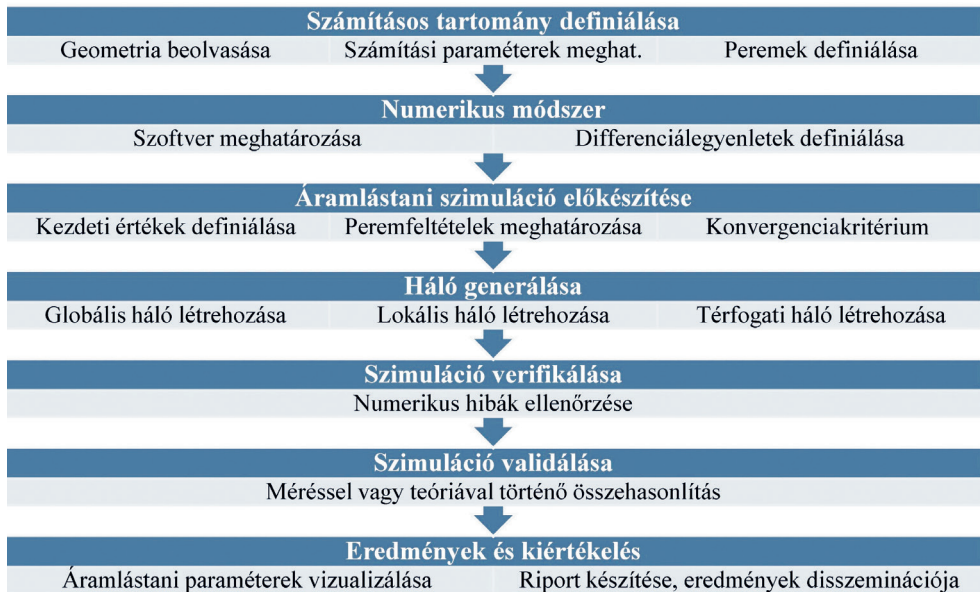 Számításos tartomány definiálása
Geometria beolvasása Számítási paraméterek meghat. Peremek definiálása
Numerikus módszer
Szoftver meghatározása Differenciálegyenletek definiálása
Áramlástani szimuláció előkészítése
Kezdeti értékek definiálása Peremfeltételek meghatározása Konvergenciakritérium
Háló generálása
Globális háló létrehozása Lokális háló létrehozása Térfogati háló létrehozása
Szimuláció verifikálása
Numerikus hibák ellenőrzése
Szimuláció validálása
Méréssel vagy teóriával történő összehasonlítás
Eredmények és kiértékelés
Áramlástani paraméterek vizualizálása Riport készítése, eredmények disszeminációja